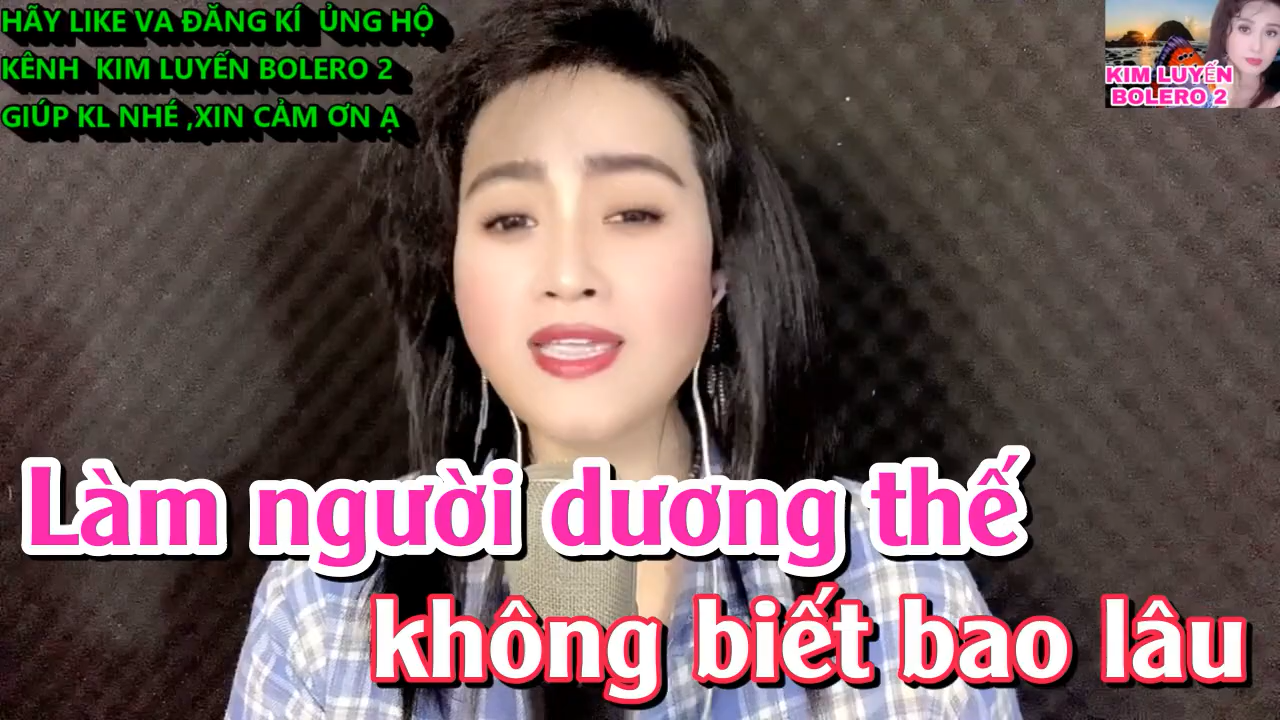 HÃY LIKE VA ĐĂNG KÍ ỦNG HỘ
KÊNH KIM LUYẾN BOLERO 2
GIÚP KL NHÉ ,XIN CẢM ƠN Ạ
KIM LUYẾN
BOLERO 2
Làm người dương thế
không biết bao lâu